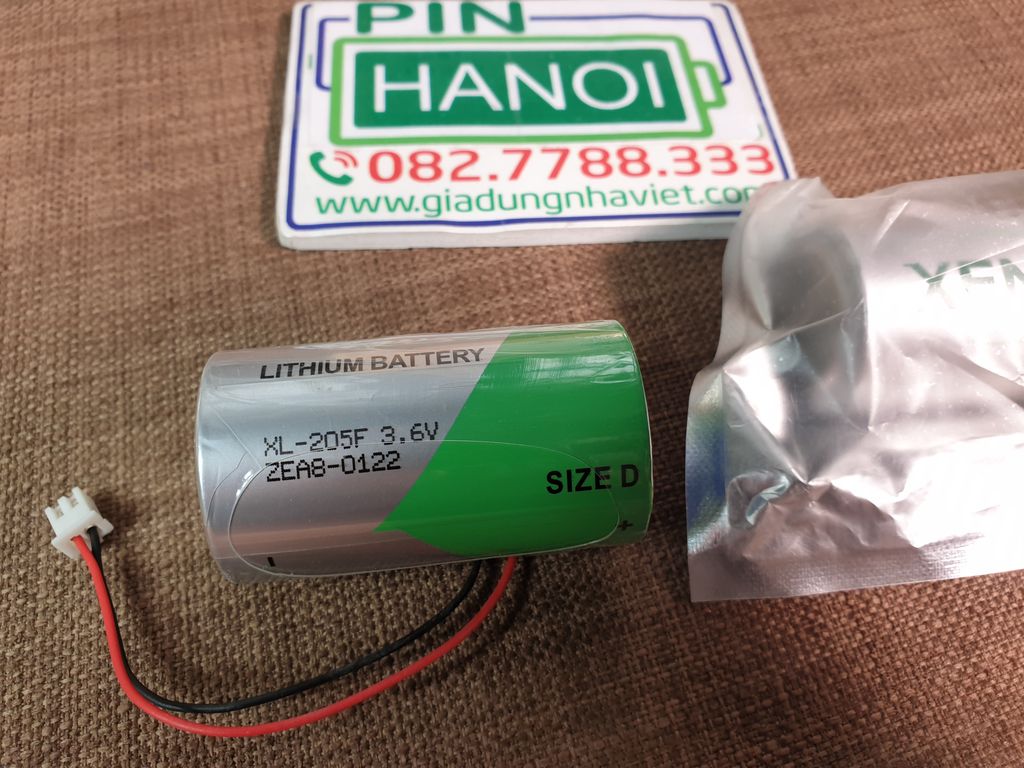 PIN
HANOI
082.7788.333
www.giadungnhaviet.com
LITHIUM BATTERY
XL-205F 3.6V
ZEA8-0122
SIZE D
+
-